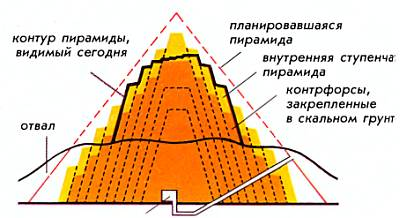 контур пирамиды,
видимый сегодня
планировавшаяся
пирамида
внутренняя ступенча
пирамида
контрфорсы,
закрепленные
в скальном грунт
отвал